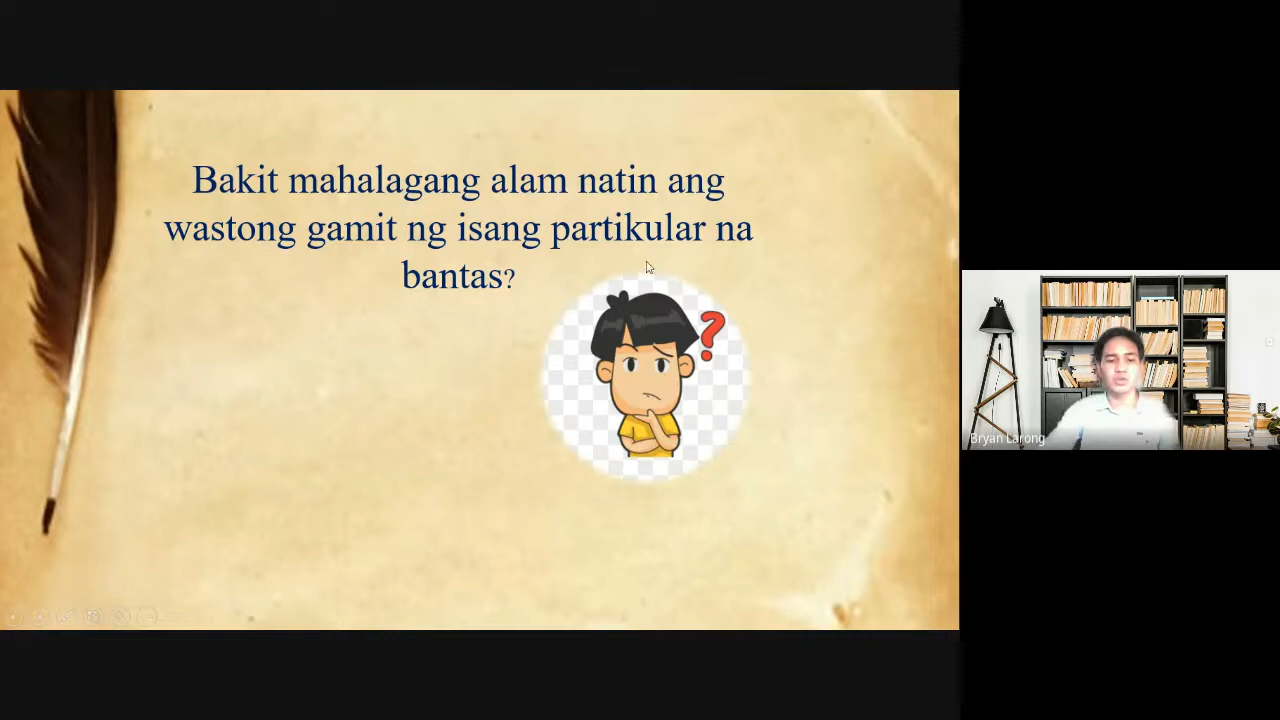 Bakit mahalagang alam natin ang
wastong gamit ng isang partikular na
bantas?
?
Bryan Larong